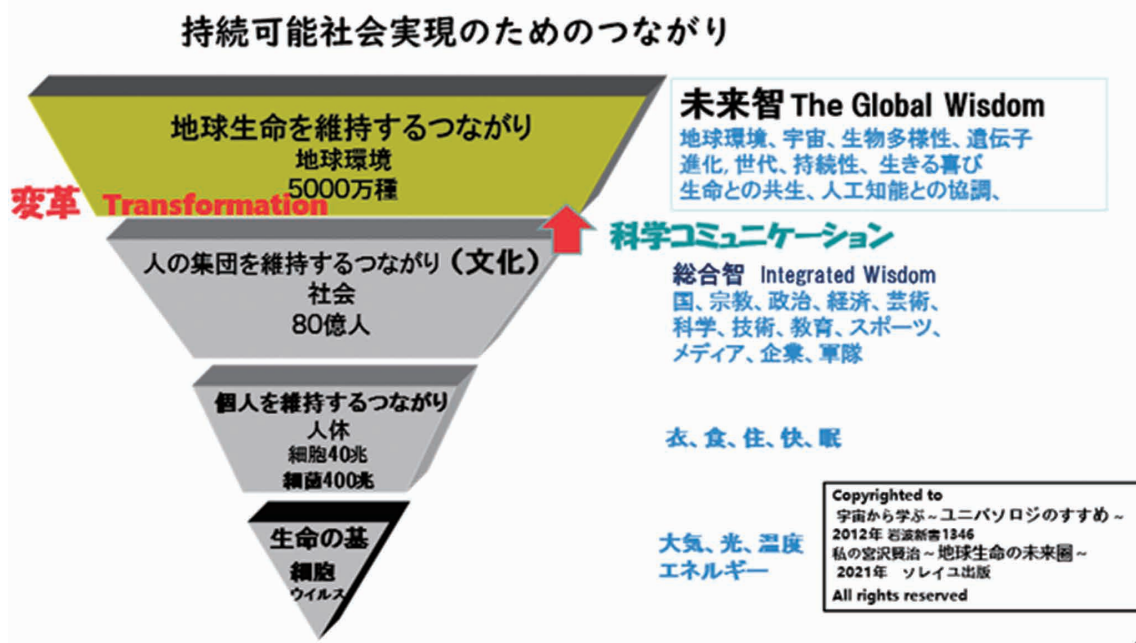 持続可能社会実現のためのつながり
地球生命を維持するつながり
地球環境
5000万種
変革 Transformation
人の集団を維持するつながり(文化)
社会
80億人
個人を維持するつながり
人体
細胞40兆
細菌400兆
生命の基
細胞
ウイルス
未来智 The Global Wisdom
地球環境、宇宙、生物多様性、遺伝子
進化, 世代、持続性、生きる喜び
生命との共生、人工知能との協調、
科学コミュニケーション
総合智 Integrated Wisdom
国、宗教、政治、経済、芸術、
科学、技術、教育、スポーツ、
メディア、企業、軍隊
衣、食、住、快、眠
大気、光、温度
エネルギー
Copyrighted to
宇宙から学ぶ~ユニバソロジのすすめ~
2012年 岩波新書1346
私の宮沢賢治~地球生命の未来圏~
2021年 ソレイユ出版
All rights reserved